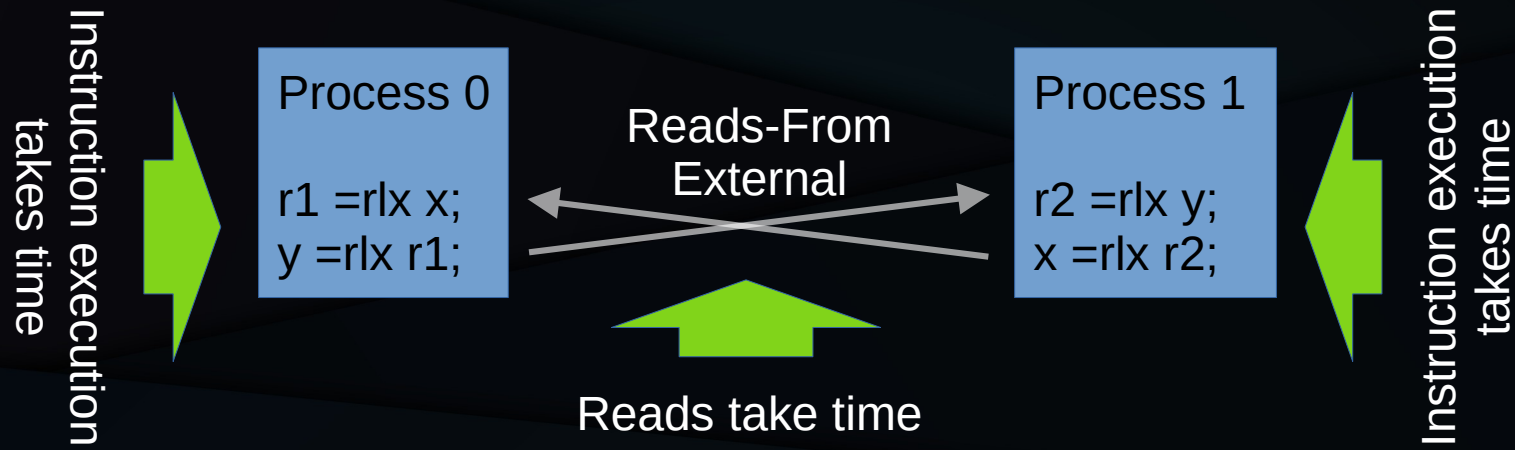 Instruction execution
takes time
Process 0
r1 =rlx x;
y =rlx r1;
Reads-From
External
Process 1
r2 =rlx y;
x =rlx r2;
Instruction execution
takes time
Reads take time